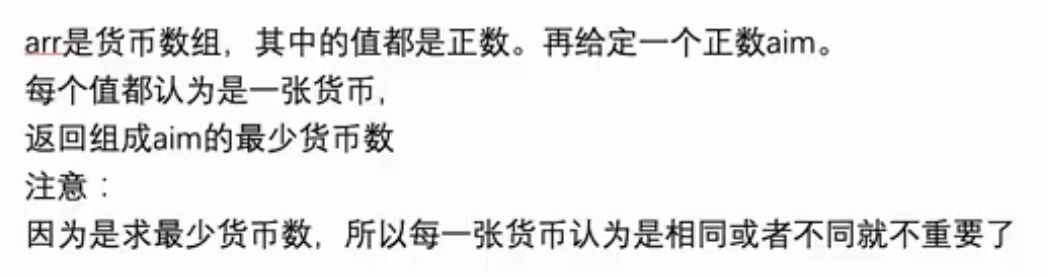 arr是货币数组，其中的值都是正数。再给定一个正数aim。
每个值都认为是一张货币，
返回组成aim的最少货币数
注意：
因为是求最少货币数，所以每一张货币认为是相同或者不同就不重要了